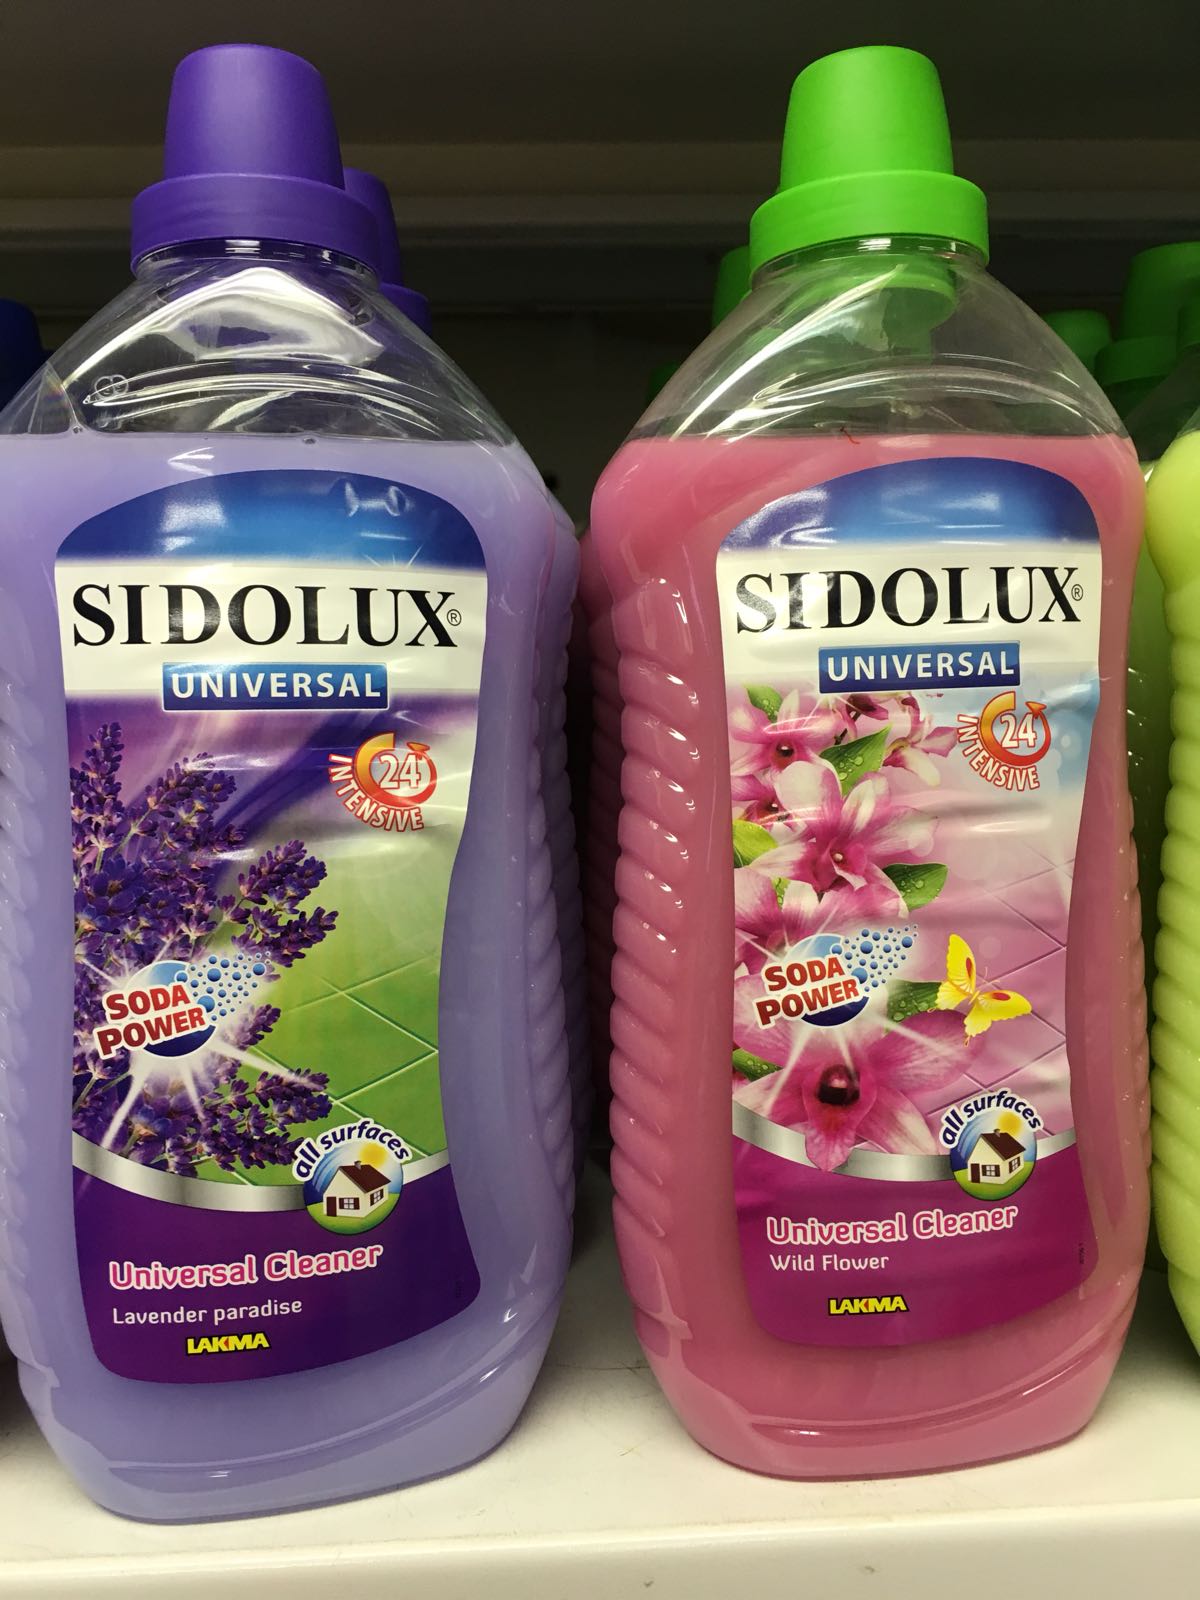 SIDOLUX®
UNIVERSAL
24
INTENSIVE
SODA
POWER
all surfaces
Universal Cleaner
Lavender paradise
LAKMA
SIDOLUX®
UNIVERSAL
24
INTENSIVE
SODA
POWER
all surfaces
Universal Cleaner
Wild Flower
LAKMA